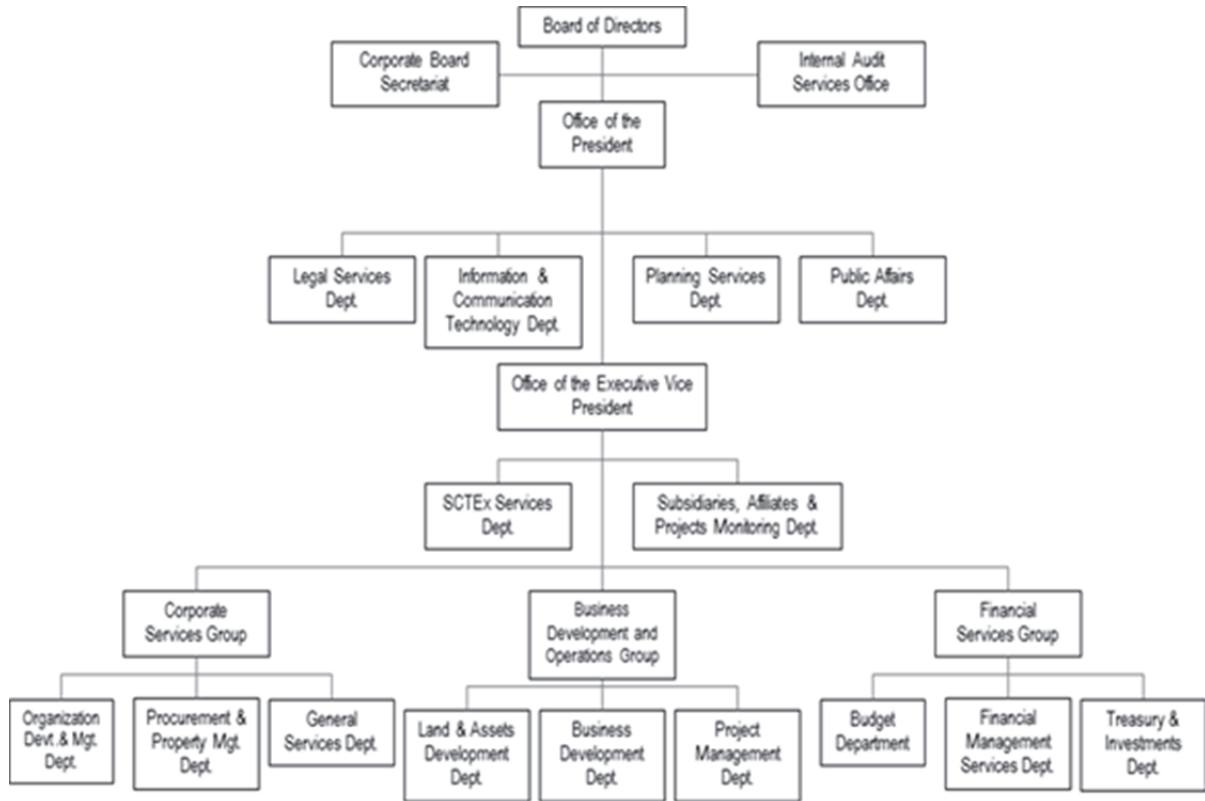 Board of Directors
Corporate Board
Secretariat
Internal Audit
Services Office
Office of the
President
Legal Services
Dept.
Information &
Communication
Technology Dept.
Planning Services
Dept.
Public Affairs
Dept.
Office of the Executive Vice
President
SCTEx Services
Dept.
Subsidiaries, Affiliates &
Projects Monitoring Dept.
Corporate
Services Group
Business
Development and
Operations Group
Financial
Services Group
Organization
Devt. & Mgt.
Dept.
Procurement &
Property Mgt.
Dept.
General
Services Dept.
Land & Assets
Development
Dept.
Business
Development
Dept.
Project
Management
Dept.
Budget
Department
Financial
Management
Services Dept.
Treasury &
Investments
Dept.